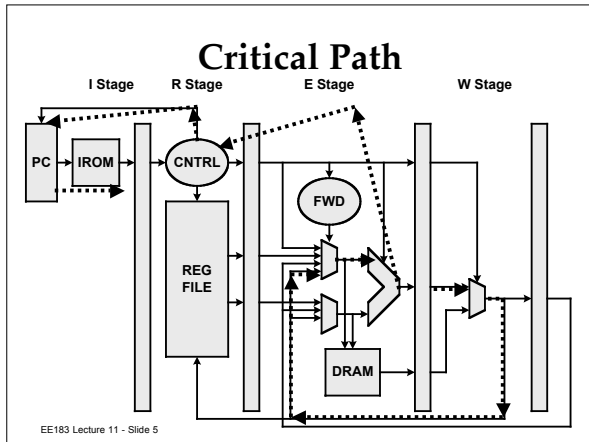 Critical Path
I Stage R Stage E Stage W Stage
PC IROM CNTRL
FWD
REG
FILE
DRAM
EE183 Lecture 11 - Slide 5